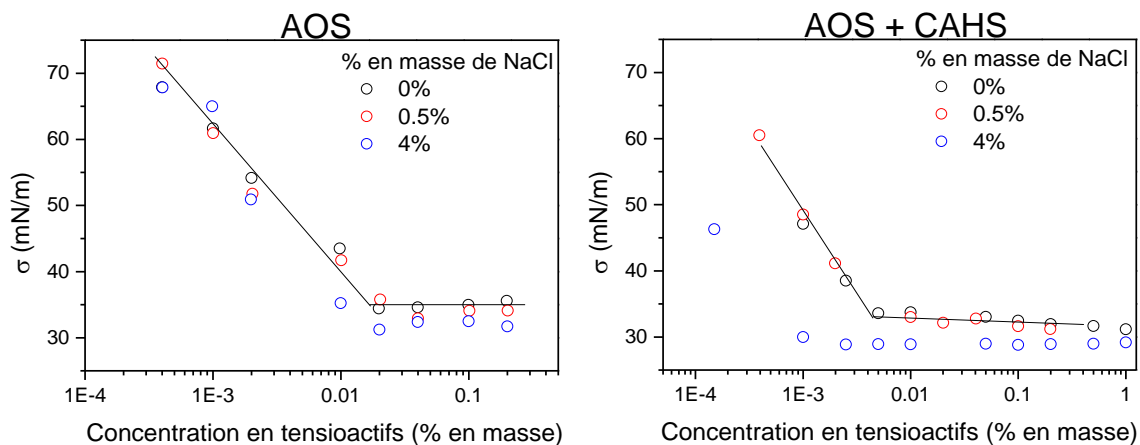 AOS
% en masse de NaCl
0%
0.5%
4%
70
60
50
40
30
σ (mN/m)
1E-4
1E-3
0.01
0.1
Concentration en tensioactifs (% en masse)
AOS + CAHS
% en masse de NaCl
0%
0.5%
4%
70
60
50
40
30
σ (mN/m)
1E-4
1E-3
0.01
0.1
1
Concentration en tensioactifs (% en masse)